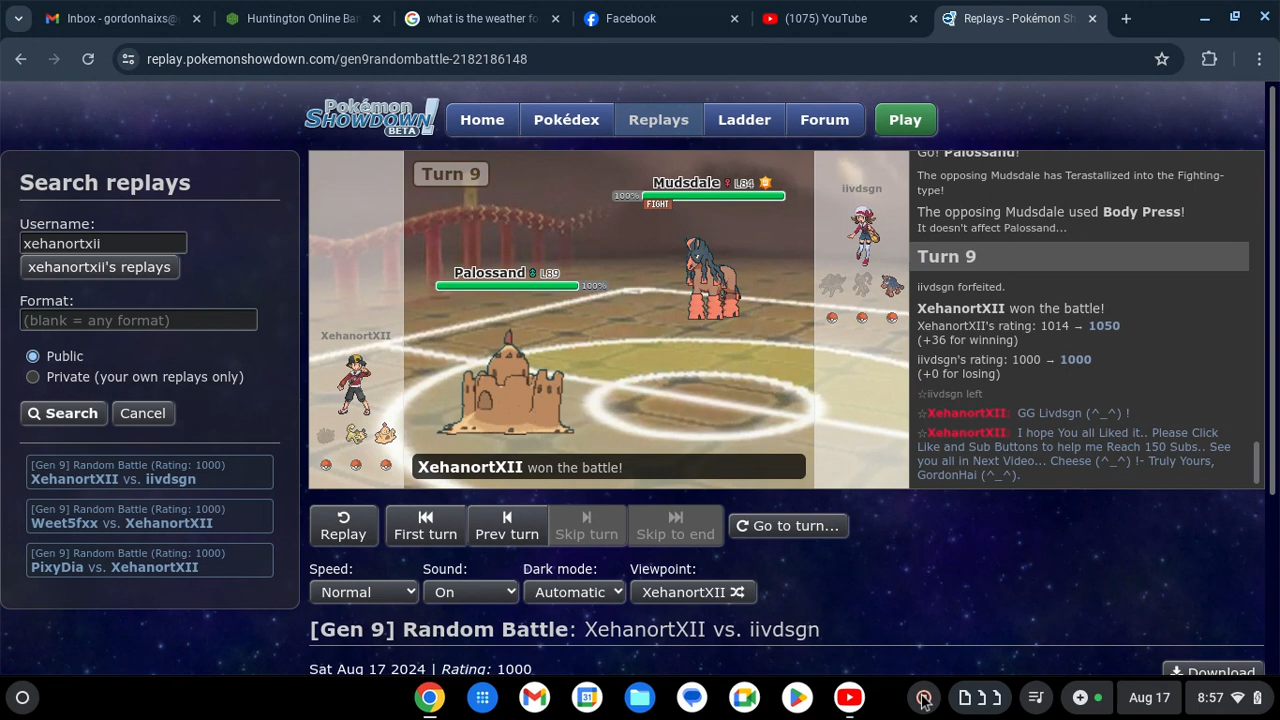 Inbox - gordonhaixs@
Huntington Online Ban
what is the weather fo
Facebook
(1075) YouTube
Replays - Pokémon Sh
replay.pokemonshowdown.com/gen9randombattle-2182186148
Pokémon
SHOWDOWN!
BETA
Home
Pokédex
Replays
Ladder
Forum
Play
Search replays
Username:
xehanortxii
xehanortxii's replays
Format:
(blank = any format)
Public
Private (your own replays only)
Search
Cancel
[Gen 9] Random Battle (Rating: 1000)
XehanortXII vs. iivdsgn
[Gen 9] Random Battle (Rating: 1000)
Weet5fxx vs. XehanortXII
[Gen 9] Random Battle (Rating: 1000)
PixyDia vs. XehanortXII
Turn 9
Mudsdale L84
100%
FIGHT
Palossand L89
100%
XehanortXII
iivdsgn
XehanortXII won the battle!
Go! Palossand!
The opposing Mudsdale has Terastallized into the Fighting-
type!
The opposing Mudsdale used Body Press!
It doesn't affect Palossand...
Turn 9
iivdsgn forfeited.
XehanortXII won the battle!
XehanortXII's rating: 1014 → 1050
(+36 for winning)
iivdsgn's rating: 1000 → 1000
(+0 for losing)
☆iivdsgn left
☆XehanortXII: GG Livdsgn (^_^) !
☆XehanortXII: I hope You all Liked it.. Please Click
Like and Sub Buttons to help me Reach 150 Subs.. See
you all in Next Video... Cheese (^_^) !- Truly Yours,
GordonHai (^_^).
Replay
First turn
Prev turn
Skip turn
Skip to end
Go to turn...
Speed:
Normal
Sound:
On
Dark mode:
Automatic
Viewpoint:
XehanortXII
[Gen 9] Random Battle: XehanortXII vs. iivdsgn
Sat Aug 17 2024 | Rating: 1000
Download
31
Aug 17
8:57